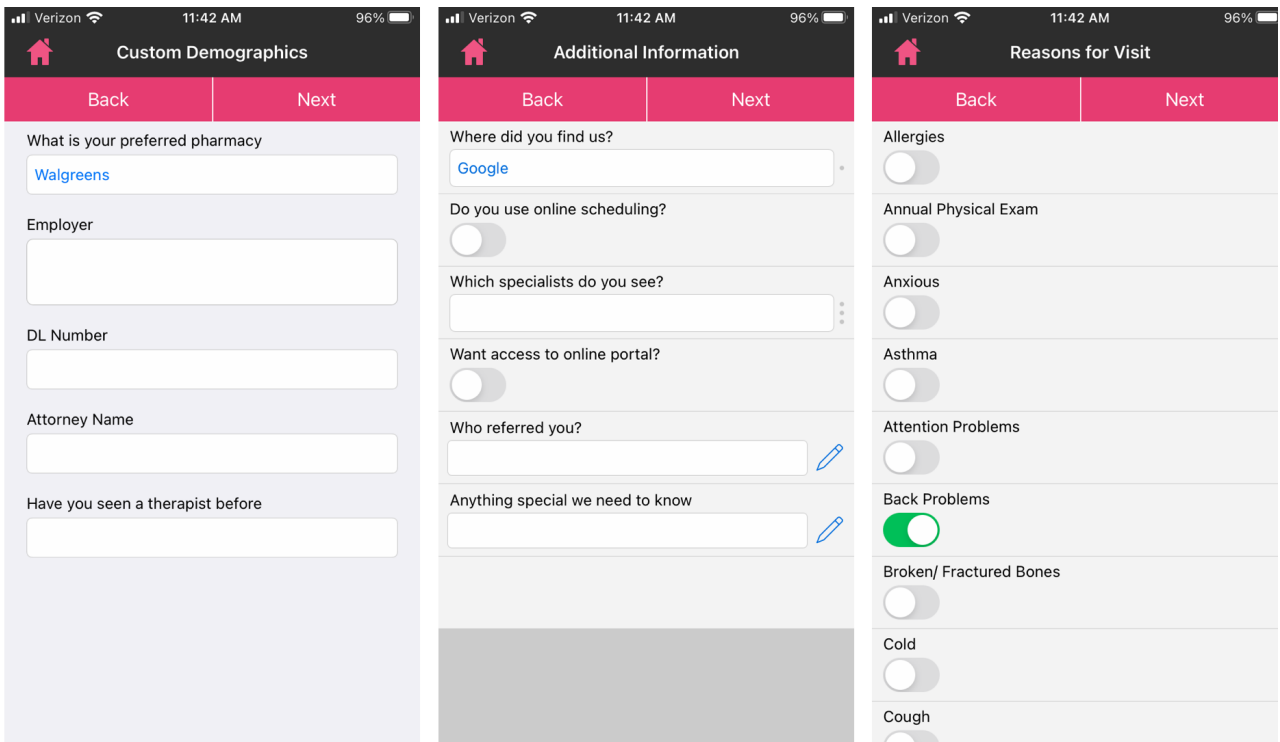 Verizon 11:42 AM 96%
Custom Demographics
Back Next
What is your preferred pharmacy
Walgreens
Employer
DL Number
Attorney Name
Have you seen a therapist before
Verizon 11:42 AM 96%
Additional Information
Back Next
Where did you find us?
Google
Do you use online scheduling?
Which specialists do you see?
Want access to online portal?
Who referred you?
Anything special we need to know
Verizon 11:42 AM 96%
Reasons for Visit
Back Next
Allergies
Annual Physical Exam
Anxious
Asthma
Attention Problems
Back Problems
Broken/ Fractured Bones
Cold
Cough